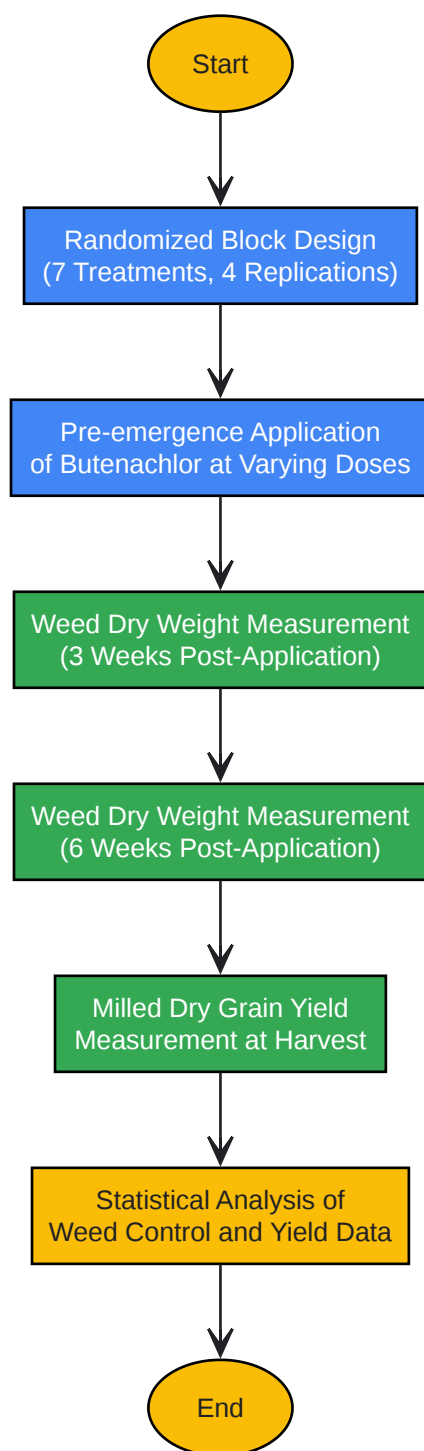 Start
Randomized Block Design
(7 Treatments, 4 Replications)
Pre-emergence Application
of Butenachlor at Varying Doses
Weed Dry Weight Measurement
(3 Weeks Post-Application)
Weed Dry Weight Measurement
(6 Weeks Post-Application)
Milled Dry Grain Yield
Measurement at Harvest
Statistical Analysis of
Weed Control and Yield Data
End